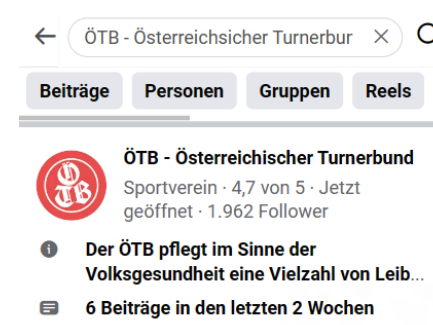 ÖTB - Österreichsicher Turnerbur
Beiträge Personen Gruppen Reels
ÖTB - Österreichischer Turnerbund
Sportverein · 4,7 von 5 · Jetzt
geöffnet · 1.962 Follower
Der ÖTB pflegt im Sinne der
Volksgesundheit eine Vielzahl von Leib...
6 Beiträge in den letzten 2 Wochen